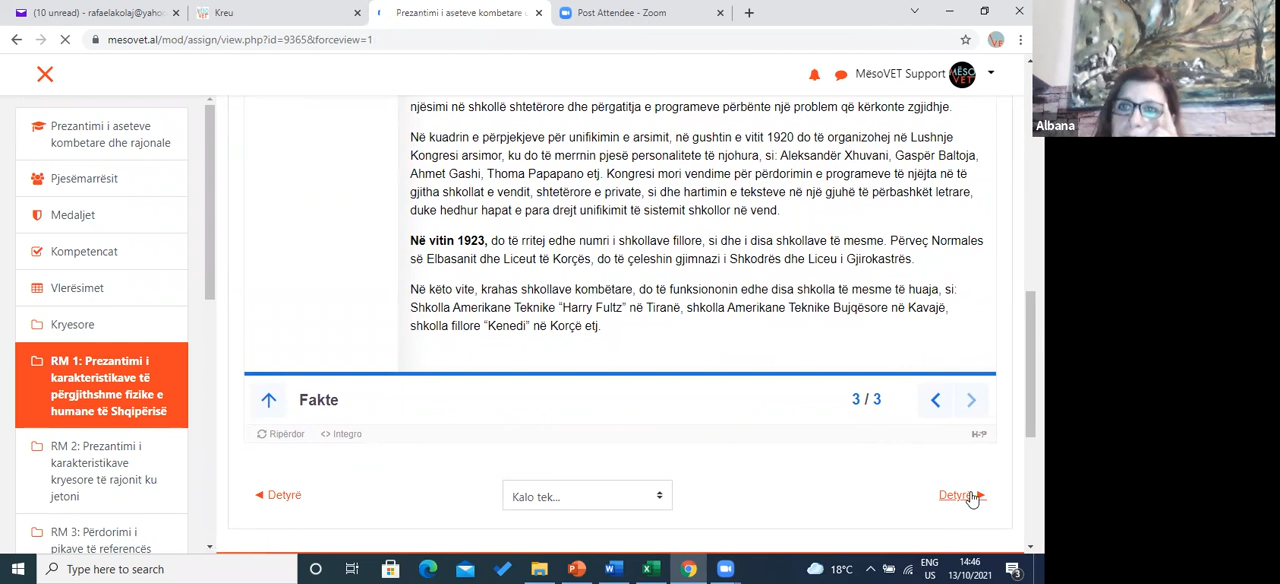 (10 unread) - rafaelakolaj@yaho
Kreu
Prezantimi i aseteve kombetare
Post Attendee - Zoom
mesovet.al/mod/assign/view.php?id=9365&forceview=1
MësoVET Support
MËSO
VET
Albana
Prezantimi i aseteve
kombetare dhe rajonale
Pjesëmarrësit
Medaljet
Kompetencat
Vlerësimet
Kryesore
RM 1: Prezantimi i
karakteristikave të
përgjithshme fizike e
humane të Shqipërisë
RM 2: Prezantimi i
karakteristikave
kryesore të rajonit ku
jetoni
RM 3: Përdorimi i
pikave të referencës
njësimi në shkollë shtetërore dhe përgatitja e programeve përbënte një problem që kërkonte zgjidhje.
Në kuadrin e përpjekjeve për unifikimin e arsimit, në gushtin e vitit 1920 do të organizohej në Lushnje
Kongresi arsimor, ku do të merrnin pjesë personalitete të njohura, si: Aleksandër Xhuvani, Gaspër Baltoja,
Ahmet Gashi, Thoma Papapano etj. Kongresi mori vendime për përdorimin e programeve të njëjta në të
gjitha shkollat e vendit, shtetërore e private, si dhe hartimin e teksteve në një gjuhë të përbashkët letrare,
duke hedhur hapat e para drejt unifikimit të sistemit shkollor në vend.
Në vitin 1923, do të rritej edhe numri i shkollave fillore, si dhe i disa shkollave të mesme. Përveç Normales
së Elbasanit dhe Liceut të Korçës, do të çeleshin gjimnazi i Shkodrës dhe Liceu i Gjirokastrës.
Në këto vite, krahas shkollave kombëtare, do të funksiononin edhe disa shkolla të mesme të huaja, si:
Shkolla Amerikane Teknike “Harry Fultz” në Tiranë, shkolla Amerikane Teknike Bujqësore në Kavajë,
shkolla fillore “Kenedi” në Korçë etj.
Fakte
3 / 3
Ripërdor
<> Integro
H-P
◄ Detyrë
Kalo tek...
Detyrë ►
Type here to search
18°C
ENG
US
14:46
13/10/2021
3